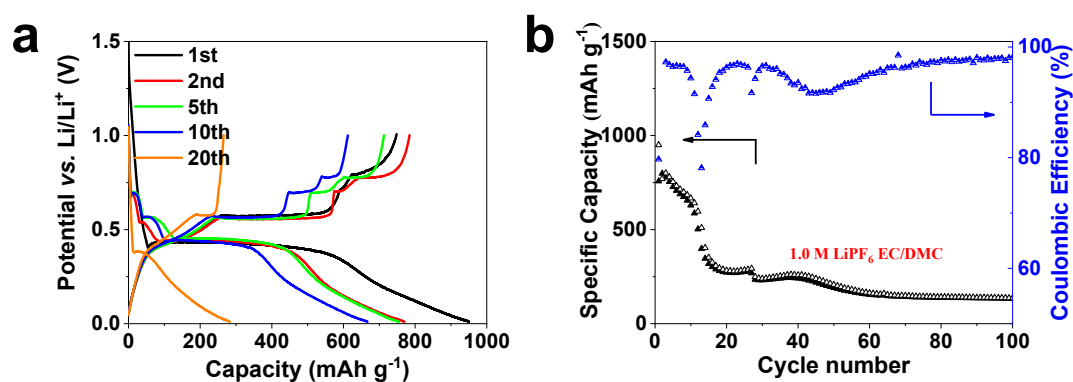 a
Potential vs. Li/Li⁺ (V)
1.5
1.0
0.5
0.0
1st
2nd
5th
10th
20th
0 200 400 600 800 1000
Capacity (mAh g⁻¹)
b
Specific Capacity (mAh g⁻¹)
1500
1000
500
0
1.0 M LiPF₆ EC/DMC
100
80
60
Coulombic Efficiency (%)
0 20 40 60 80 100
Cycle number